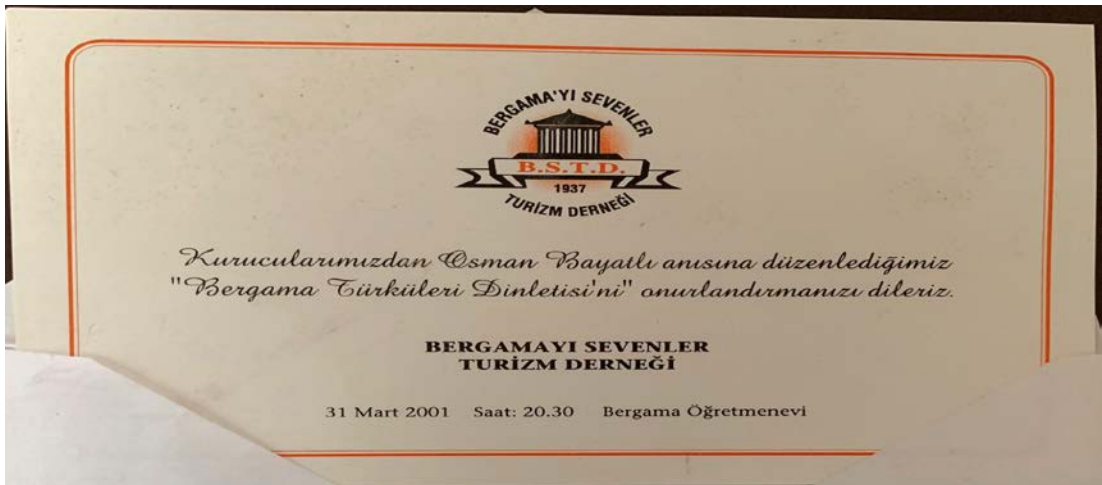 BERGAMA'YI SEVENLER
B.S.T.D.
1937
TURİZM DERNEĞİ
Kurucularımızdan Osman Bayatlı anısına düzenlediğimiz
"Bergama Türküleri Dinletisi'ni" onurlandırmanızı dileriz.
BERGAMAYI SEVENLER
TURİZM DERNEĞİ
31 Mart 2001 Saat: 20.30 Bergama Öğretmenevi